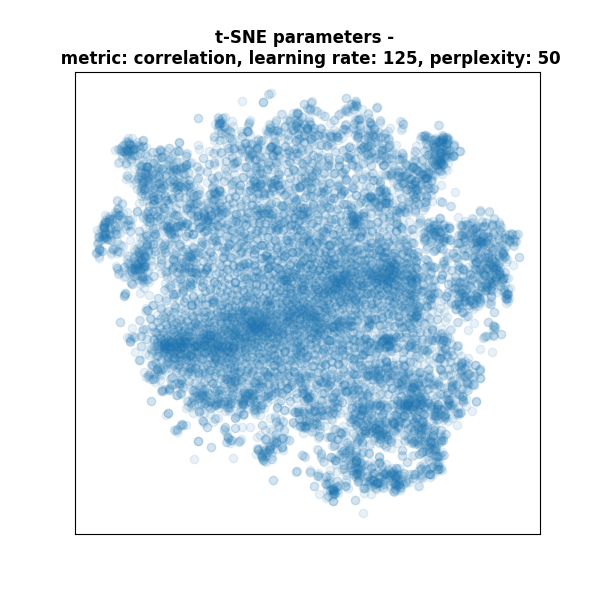 t-SNE parameters -
metric: correlation, learning rate: 125, perplexity: 50